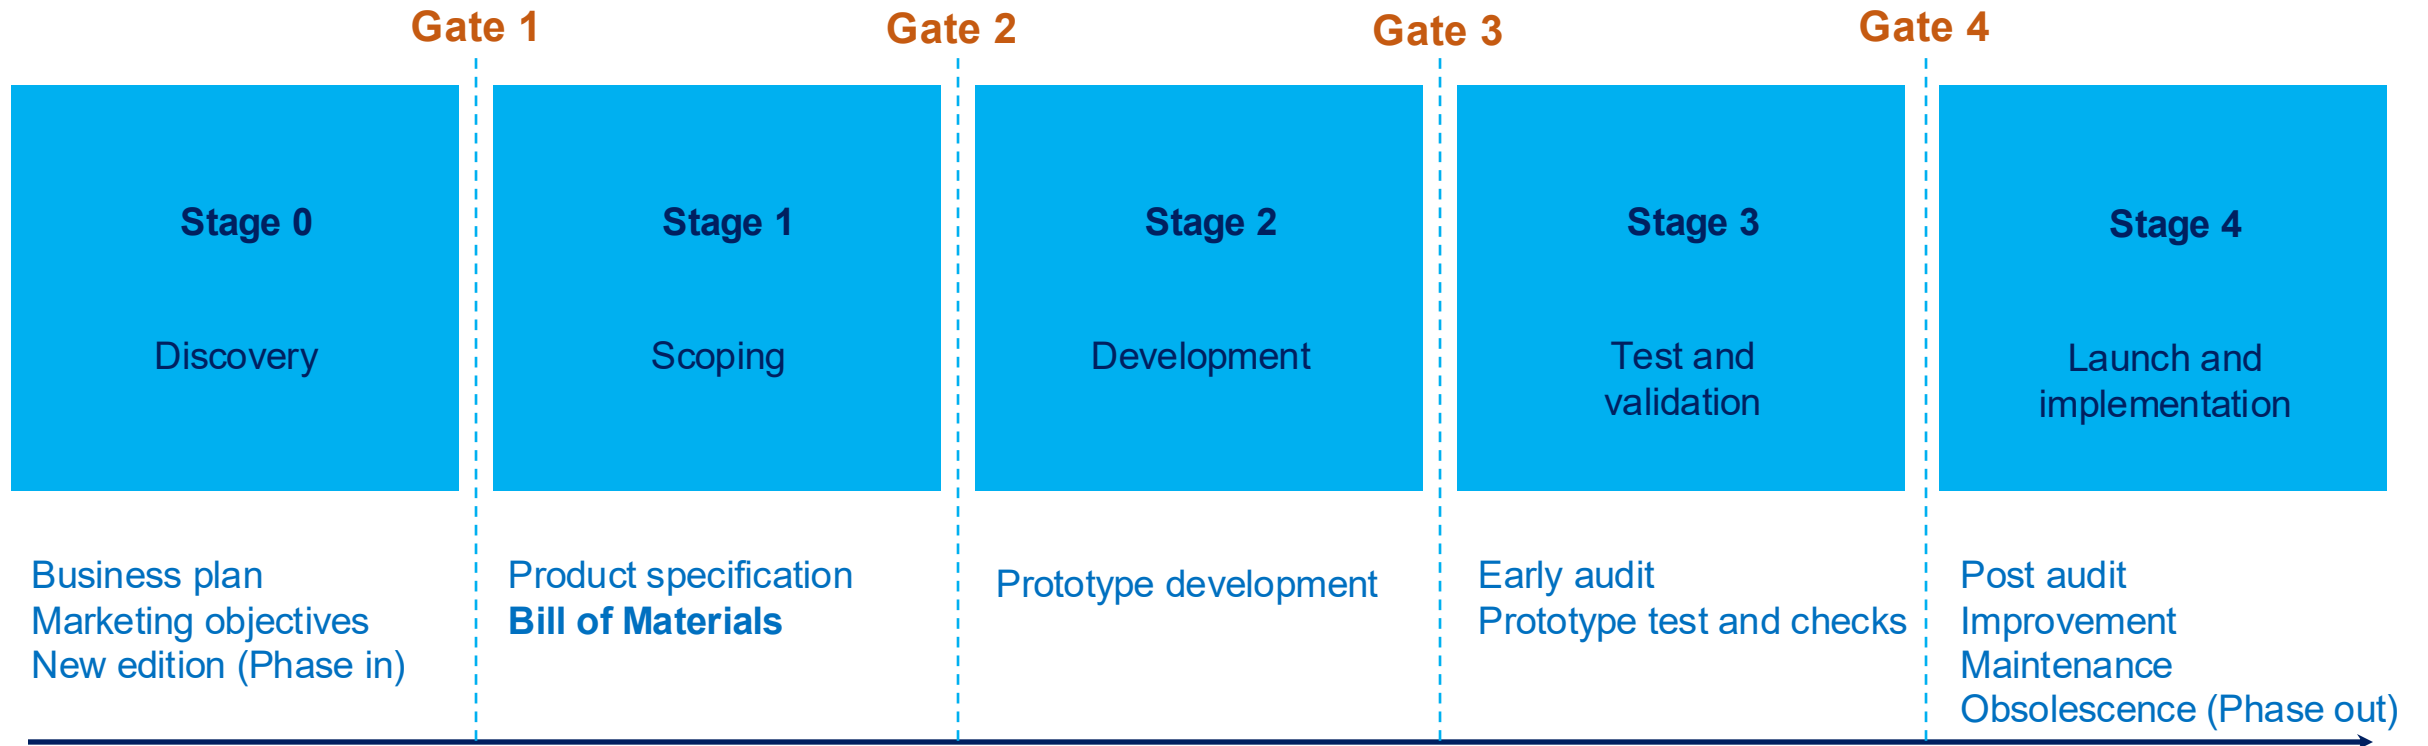 Gate 1
Gate 2
Gate 3
Gate 4
Stage 0
Discovery
Stage 1
Scoping
Stage 2
Development
Stage 3
Test and
validation
Stage 4
Launch and
implementation
Business plan
Marketing objectives
New edition (Phase in)
Product specification
Bill of Materials
Prototype development
Early audit
Prototype test and checks
Post audit
Improvement
Maintenance
Obsolescence (Phase out)